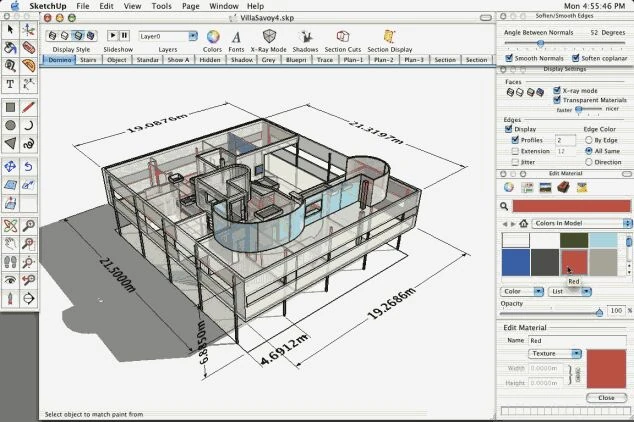 SketchUp File Edit View Draw Tools Page Window Help Mon 4:55:46 PM
VillaSavoy4.skp
Layer0
Display Style Slideshow Layers Colors Fonts X-Ray Mode Shadows Section Cuts Section Display
Domino Stairs Object Standar Show A Hidden Shadow Grey Bluepri Trace Plan-1 Plan-2 Plan-3 Section Section
19.0876m
21.3197m
21.5000m
6.8850m
4.6912m
19.2686m
Select object to match paint from
Soften/Smooth Edges
Angle Between Normals 52 Degrees
Smooth Normals Soften coplanar
Display Settings
Faces
X-ray mode
Transparent Materials
faster nicer
Edges
Display Edge Color
Profiles 2 By Edge
Extension 12 All Same
Jitter Direction
Edit Material
Colors In Model
Red
Color List
Opacity
100 %
Edit Material
Name Red
Texture
Width 0.0000m
Height 0.0000m
Close